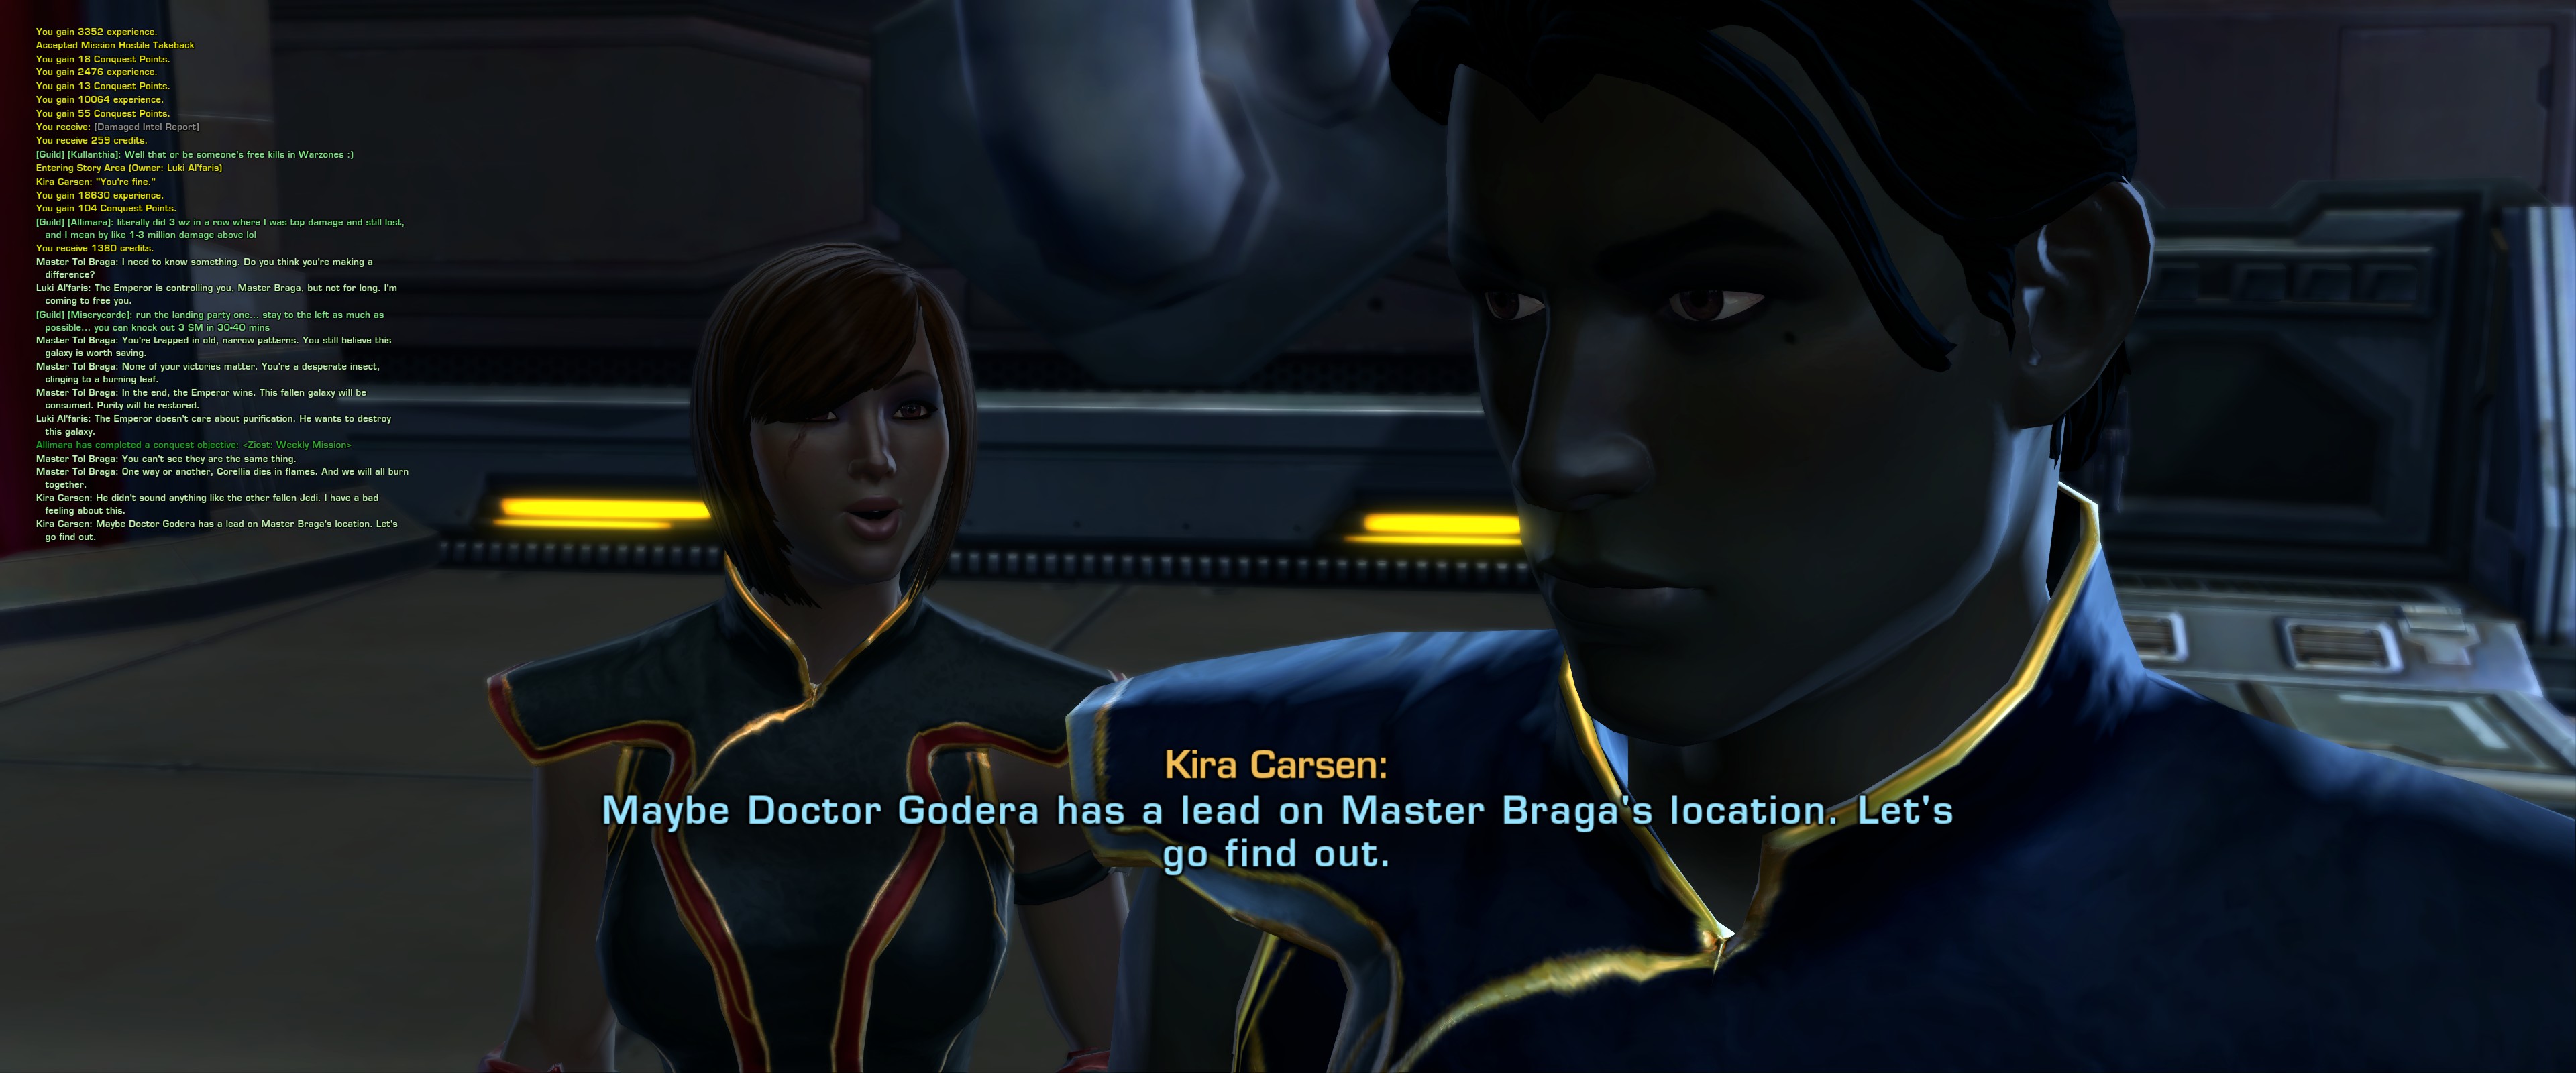 You gain 3352 experience.
Accepted Mission Hostile Takeback
You gain 18 Conquest Points.
You gain 2476 experience.
You gain 13 Conquest Points.
You gain 10064 experience.
You gain 55 Conquest Points.
You receive: [Damaged Intel Report]
You receive 259 credits.
[Guild] [Kullanthia]: Well that or be someone's free kills in Warzones :)
Entering Story Area (Owner: Luki Al'faris)
Kira Carsen: "You're fine."
You gain 18630 experience.
You gain 104 Conquest Points.
[Guild] [Allimara]: literally did 3 wz in a row where I was top damage and still lost,
and I mean by like 1-3 million damage above lol
You receive 1380 credits.
Master Tol Braga: I need to know something. Do you think you're making a
difference?
Luki Al'faris: The Emperor is controlling you, Master Braga, but not for long. I'm
coming to free you.
[Guild] [Miserycorde]: run the landing party one... stay to the left as much as
possible... you can knock out 3 SM in 30-40 mins
Master Tol Braga: You're trapped in old, narrow patterns. You still believe this
galaxy is worth saving.
Master Tol Braga: None of your victories matter. You're a desperate insect,
clinging to a burning leaf.
Master Tol Braga: In the end, the Emperor wins. This fallen galaxy will be
consumed. Purity will be restored.
Luki Al'faris: The Emperor doesn't care about purification. He wants to destroy
this galaxy.
Allimara has completed a conquest objective: <Ziost: Weekly Mission>
Master Tol Braga: You can't see they are the same thing.
Master Tol Braga: One way or another, Corellia dies in flames. And we will all burn
together.
Kira Carsen: He didn't sound anything like the other fallen Jedi. I have a bad
feeling about this.
Kira Carsen: Maybe Doctor Godera has a lead on Master Braga's location. Let's
go find out.
Kira Carsen:
Maybe Doctor Godera has a lead on Master Braga's location. Let's
go find out.